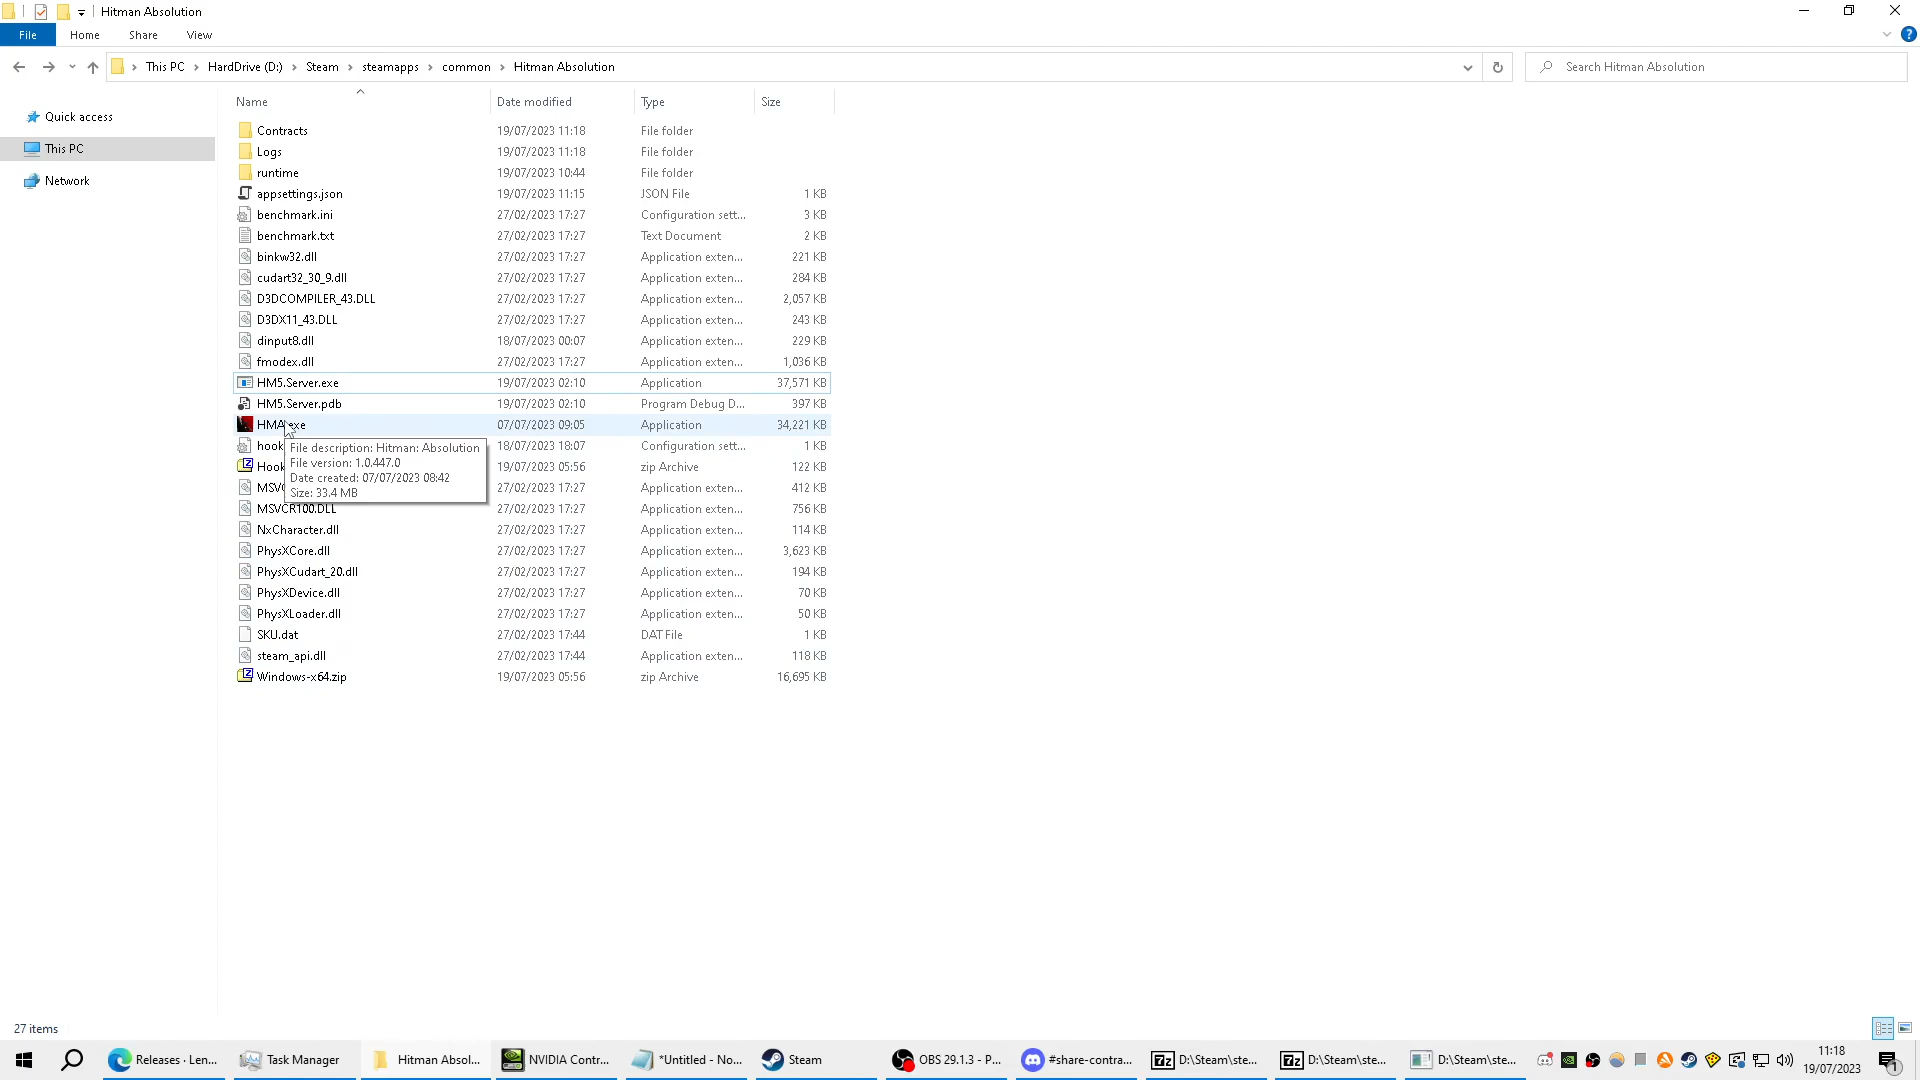 Hitman Absolution
File Home Share View
This PC HardDrive (D:) Steam steamapps common Hitman Absolution
Search Hitman Absolution
Quick access
This PC
Network
Name Date modified Type Size
Contracts 19/07/2023 11:18 File folder
Logs 19/07/2023 11:18 File folder
runtime 19/07/2023 10:44 File folder
appsettings.json 19/07/2023 11:15 JSON File 1 KB
benchmark.ini 27/02/2023 17:27 Configuration sett... 3 KB
benchmark.txt 27/02/2023 17:27 Text Document 2 KB
binkw32.dll 27/02/2023 17:27 Application exten... 221 KB
cudart32_30_9.dll 27/02/2023 17:27 Application exten... 284 KB
D3DCOMPILER_43.DLL 27/02/2023 17:27 Application exten... 2,057 KB
D3DX11_43.DLL 27/02/2023 17:27 Application exten... 243 KB
dinput8.dll 18/07/2023 00:07 Application exten... 229 KB
fmodex.dll 27/02/2023 17:27 Application exten... 1,036 KB
HM5.Server.exe 19/07/2023 02:10 Application 37,571 KB
HM5.Server.pdb 19/07/2023 02:10 Program Debug D... 397 KB
HMA.exe 07/07/2023 09:05 Application 34,221 KB
hook 18/07/2023 18:07 Configuration sett... 1 KB
Hook 19/07/2023 05:56 zip Archive 122 KB
MSVC 27/02/2023 17:27 Application exten... 412 KB
File description: Hitman: Absolution
File version: 1.0.447.0
Date created: 07/07/2023 08:42
Size: 33.4 MB
MSVCR100.DLL 27/02/2023 17:27 Application exten... 756 KB
NxCharacter.dll 27/02/2023 17:27 Application exten... 114 KB
PhysXCore.dll 27/02/2023 17:27 Application exten... 3,623 KB
PhysXCudart_20.dll 27/02/2023 17:27 Application exten... 194 KB
PhysXDevice.dll 27/02/2023 17:27 Application exten... 70 KB
PhysXLoader.dll 27/02/2023 17:27 Application exten... 50 KB
SKU.dat 27/02/2023 17:44 DAT File 1 KB
steam_api.dll 27/02/2023 17:44 Application exten... 118 KB
Windows-x64.zip 19/07/2023 05:56 zip Archive 16,695 KB
27 items
Releases · Len... Task Manager Hitman Absol... NVIDIA Contr... *Untitled - No... Steam OBS 29.1.3 - P... #share-contra... D:\Steam\ste... D:\Steam\ste... D:\Steam\ste... 11:18
19/07/2023
1